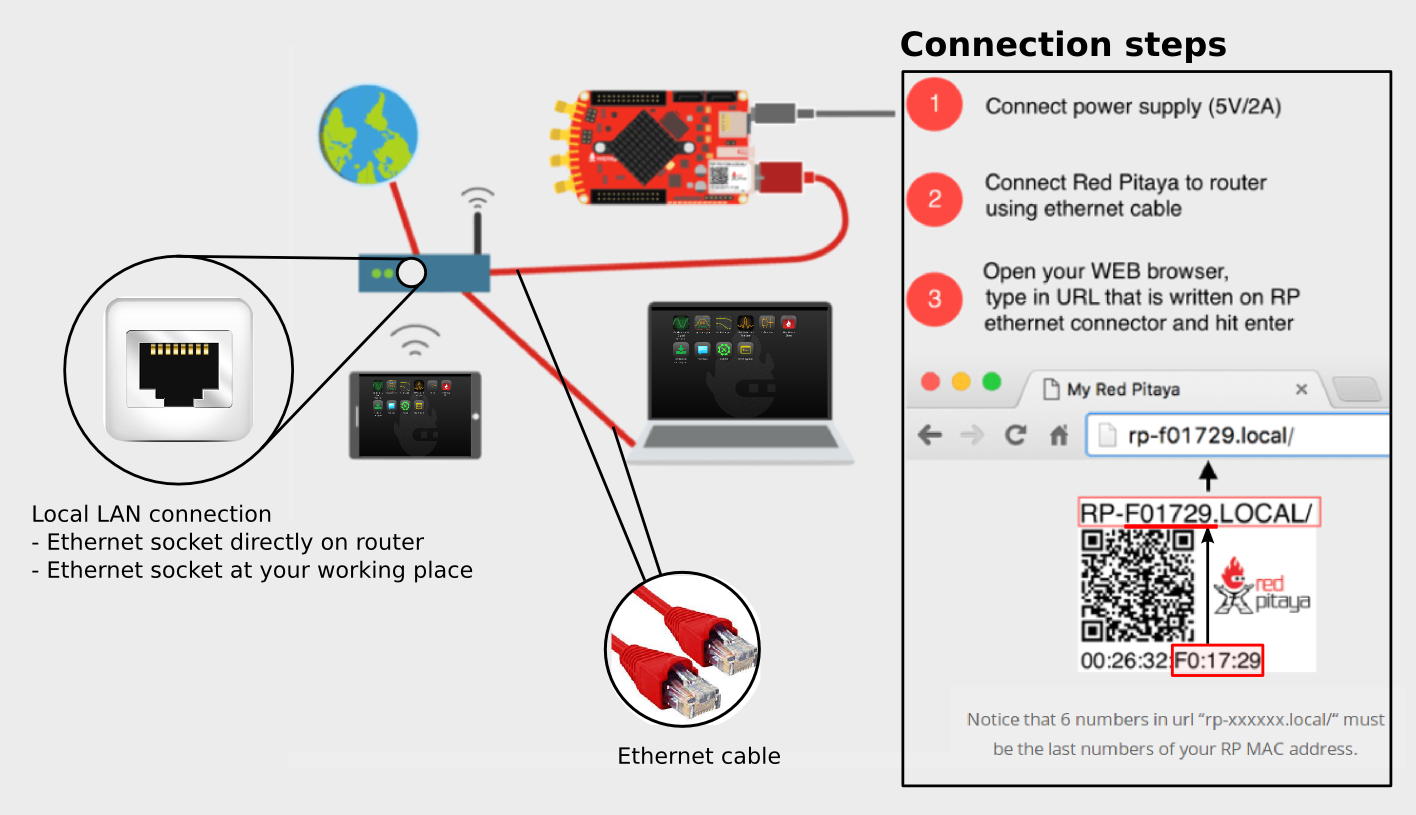 Connection steps
1
Connect power supply (5V/2A)
2
Connect Red Pitaya to router
using ethernet cable
3
Open your WEB browser,
type in URL that is written on RP
ethernet connector and hit enter
My Red Pitaya
rp-f01729.local/
RP-F01729.LOCAL/
red
pitaya
00:26:32:F0:17:29
Notice that 6 numbers in url “rp-xxxxxx.local/“ must
be the last numbers of your RP MAC address.
Local LAN connection
- Ethernet socket directly on router
- Ethernet socket at your working place
Ethernet cable